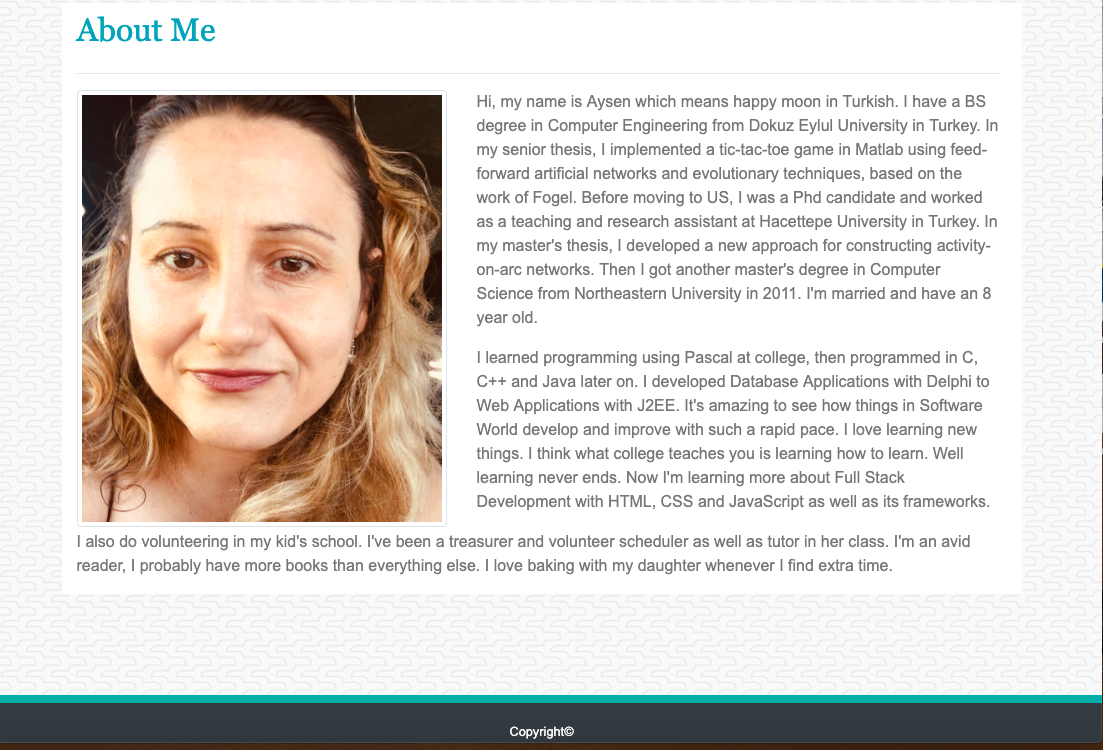 About Me
Hi, my name is Aysen which means happy moon in Turkish. I have a BS
degree in Computer Engineering from Dokuz Eylul University in Turkey. In
my senior thesis, I implemented a tic-tac-toe game in Matlab using feed-
forward artificial networks and evolutionary techniques, based on the
work of Fogel. Before moving to US, I was a Phd candidate and worked
as a teaching and research assistant at Hacettepe University in Turkey. In
my master's thesis, I developed a new approach for constructing activity-
on-arc networks. Then I got another master's degree in Computer
Science from Northeastern University in 2011. I'm married and have an 8
year old.
I learned programming using Pascal at college, then programmed in C,
C++ and Java later on. I developed Database Applications with Delphi to
Web Applications with J2EE. It's amazing to see how things in Software
World develop and improve with such a rapid pace. I love learning new
things. I think what college teaches you is learning how to learn. Well
learning never ends. Now I'm learning more about Full Stack
Development with HTML, CSS and JavaScript as well as its frameworks.
I also do volunteering in my kid's school. I've been a treasurer and volunteer scheduler as well as tutor in her class. I'm an avid
reader, I probably have more books than everything else. I love baking with my daughter whenever I find extra time.
Copyright©